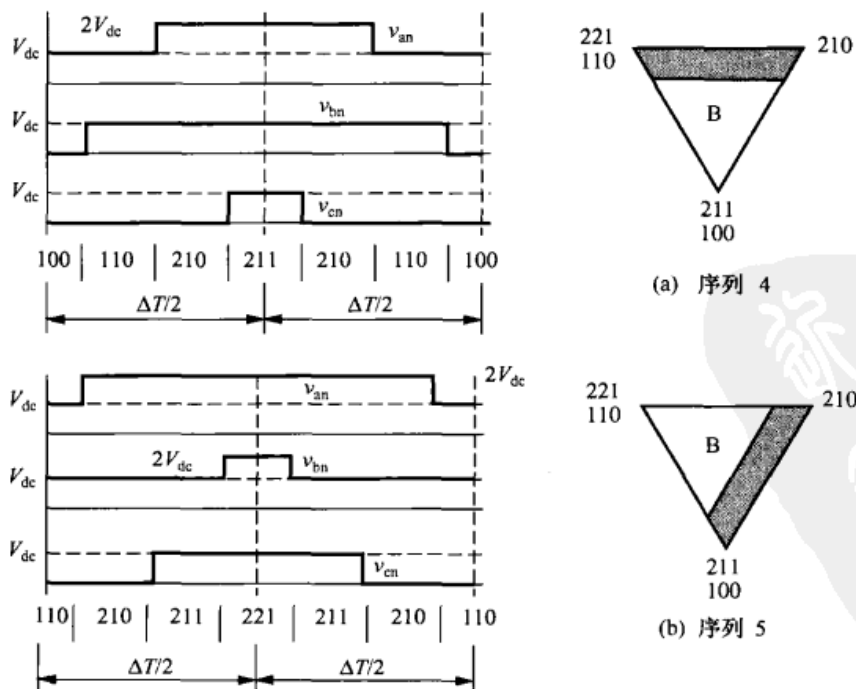 2V_dc
v_an
V_dc
V_dc
v_bn
V_dc
v_cn
100 | 110 | 210 | 211 | 210 | 110 | 100
ΔT/2
ΔT/2
221
110
210
B
211
100
(a) 序列 4
2V_dc
V_dc
v_an
2V_dc
v_bn
V_dc
V_dc
v_cn
110 | 210 | 211 | 221 | 211 | 210 | 110
ΔT/2
ΔT/2
221
110
210
B
211
100
(b) 序列 5